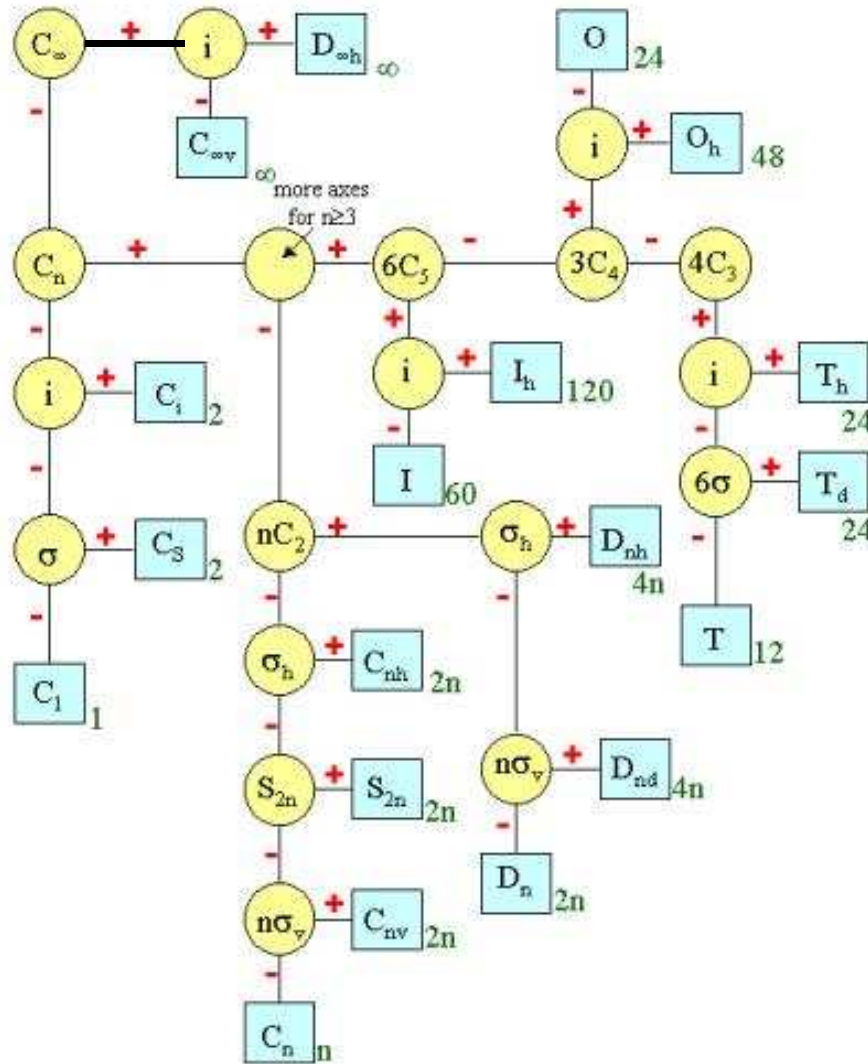 C∞ + i + D∞h ∞
O 24
-
-
-
C∞v ∞
i + Oh 48
more axes
for n≥3
+
Cn + + 6C5 - 3C4 - 4C3
-
-
+
+
i + Ci 2
i + Ih 120
i + Th 24
-
-
-
I 60
6σ + Td 24
nC2 + σh + Dnh 4n
σ + CS 2
-
-
-
-
T 12
σh + Cnh 2n
C1 1
-
S2n + S2n 2n
nσv + Dnd 4n
-
-
Dn 2n
nσv + Cnv 2n
-
Cn n